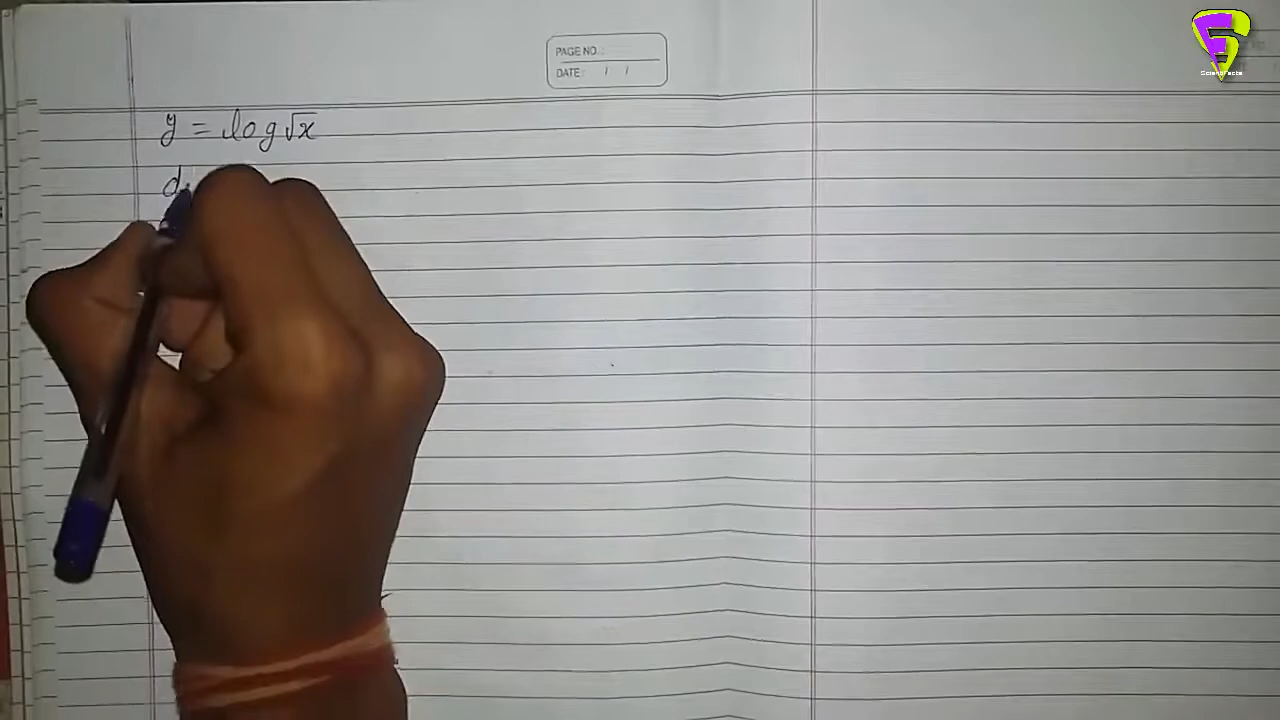 PAGE NO.:
DATE: / /
y = log√x
d